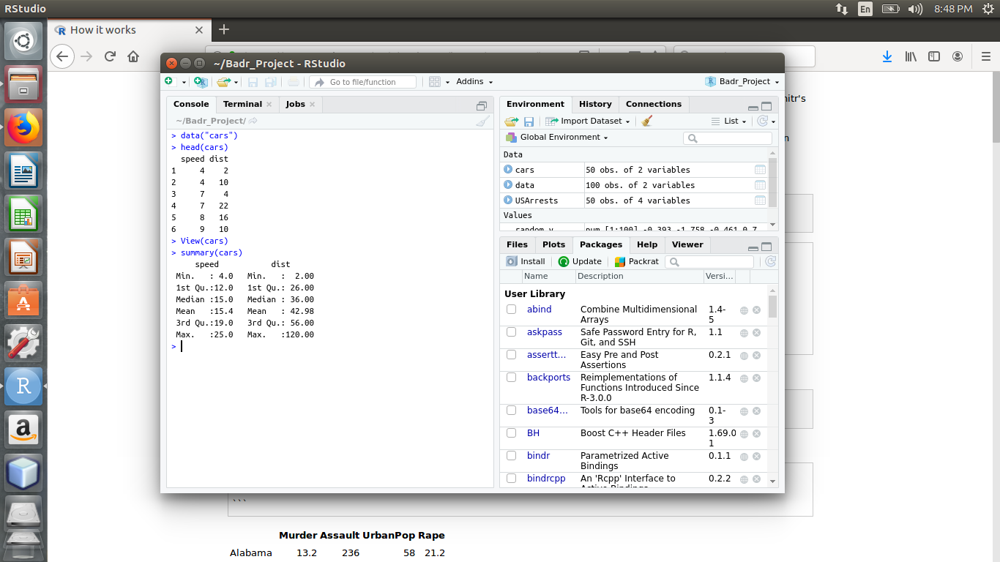 RStudio
En
8:48 PM
How it works
~/Badr_Project - RStudio
Go to file/function
Addins
Badr_Project
Console Terminal Jobs
~/Badr_Project/
> data("cars")
> head(cars)
speed dist
1 4 2
2 4 10
3 7 4
4 7 22
5 8 16
6 9 10
> View(cars)
> summary(cars)
speed dist
Min. : 4.0 Min. : 2.00
1st Qu.:12.0 1st Qu.: 26.00
Median :15.0 Median : 36.00
Mean :15.4 Mean : 42.98
3rd Qu.:19.0 3rd Qu.: 56.00
Max. :25.0 Max. :120.00
>
Environment History Connections
Import Dataset
List
Global Environment
Data
cars 50 obs. of 2 variables
data 100 obs. of 2 variables
USArrests 50 obs. of 4 variables
Values
random_v num [1:100] -0.393 -1.758 -0.461 0.7
Files Plots Packages Help Viewer
Install Update Packrat
Name Description Versi...
User Library
abind Combine Multidimensional 1.4-
Arrays 5
askpass Safe Password Entry for R, 1.1
Git, and SSH
assertt... Easy Pre and Post 0.2.1
Assertions
backports Reimplementations of 1.1.4
Functions Introduced Since
R-3.0.0
base64... Tools for base64 encoding 0.1-
3
BH Boost C++ Header Files 1.69.0
1
bindr Parametrized Active 0.1.1
Bindings
bindrcpp An 'Rcpp' Interface to 0.2.2
Active Bindings
nitr's
n
```
Murder Assault UrbanPop Rape
Alabama 13.2 236 58 21.2